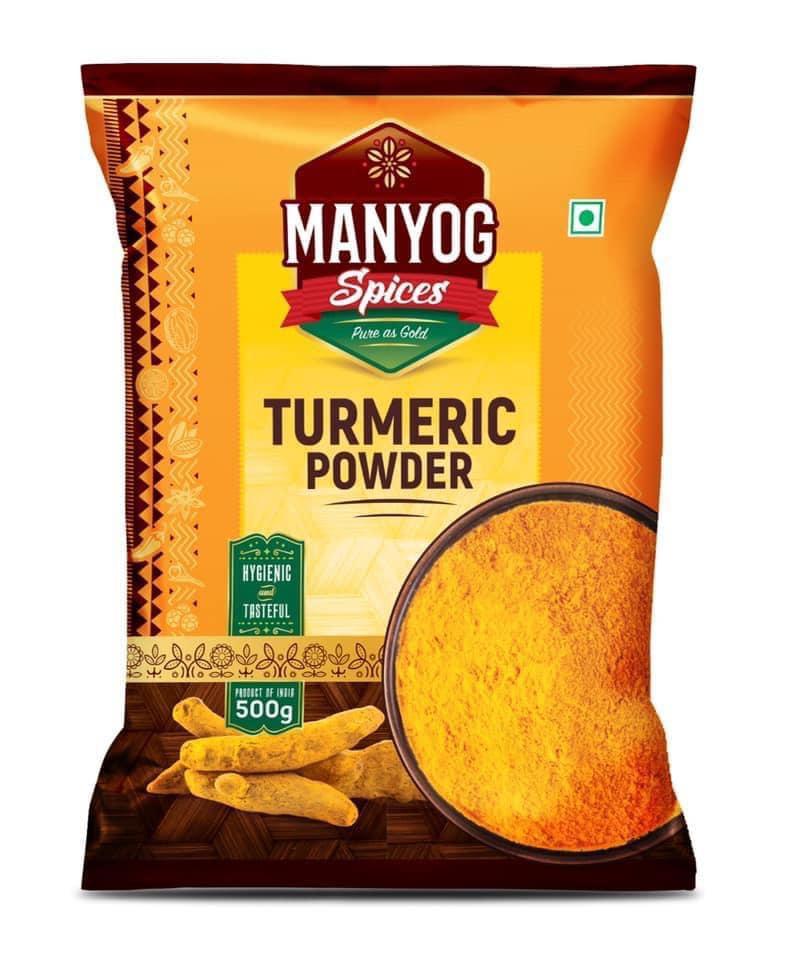 MANYOG
Spices
Pure as Gold
TURMERIC
POWDER
HYGIENIC
and
TASTEFUL
PRODUCT OF INDIA
500g